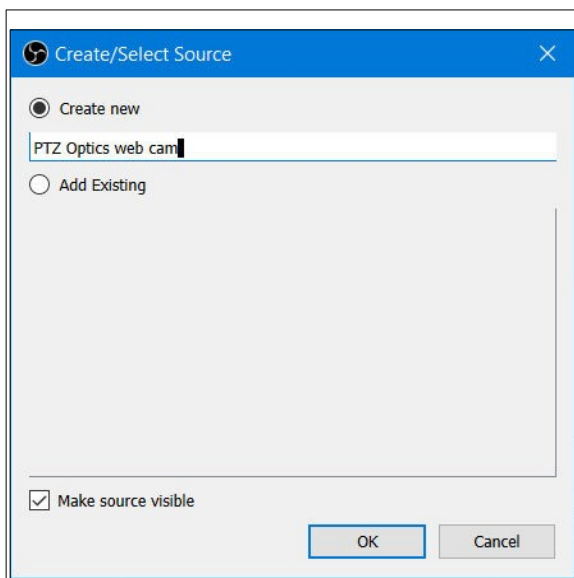 Create/Select Source
Create new
PTZ Optics web cam
Add Existing
Make source visible
OK Cancel